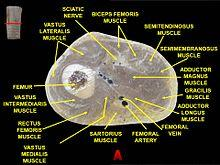 SCIATIC
NERVE
BICEPS FEMORIS
MUSCLE
VASTUS
LATERALIS
MUSCLE
SEMITENDINOSUS
MUSCLE
SEMIMEMBRANOSUS
MUSCLE
ADDUCTOR
MAGNUS
MUSCLE
FEMUR
GRACILIS
MUSCLE
VASTUS
INTERMEDIARIS
MUSCLE
ADDUCTOR
LONGUS
MUSCLE
RECTUS
FEMORIS
MUSCLE
FEMORAL
VEIN
SARTORIUS
MUSCLE
FEMORAL
ARTERY
VASTUS
MEDIALIS
MUSCLE
A